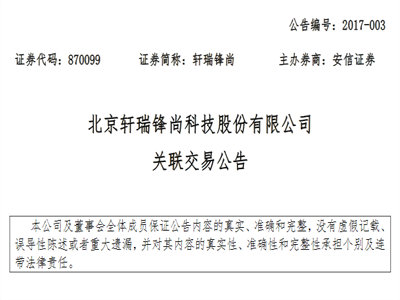 公告编号：2017-003
证券代码：870099 证券简称：轩瑞锋尚 主办券商：安信证券
北京轩瑞锋尚科技股份有限公司
关联交易公告
本公司及董事会全体成员保证公告内容的真实、准确和完整，没有虚假记载、
误导性陈述或者重大遗漏，并对其内容的真实性、准确性和完整性承担个别及连
带法律责任。